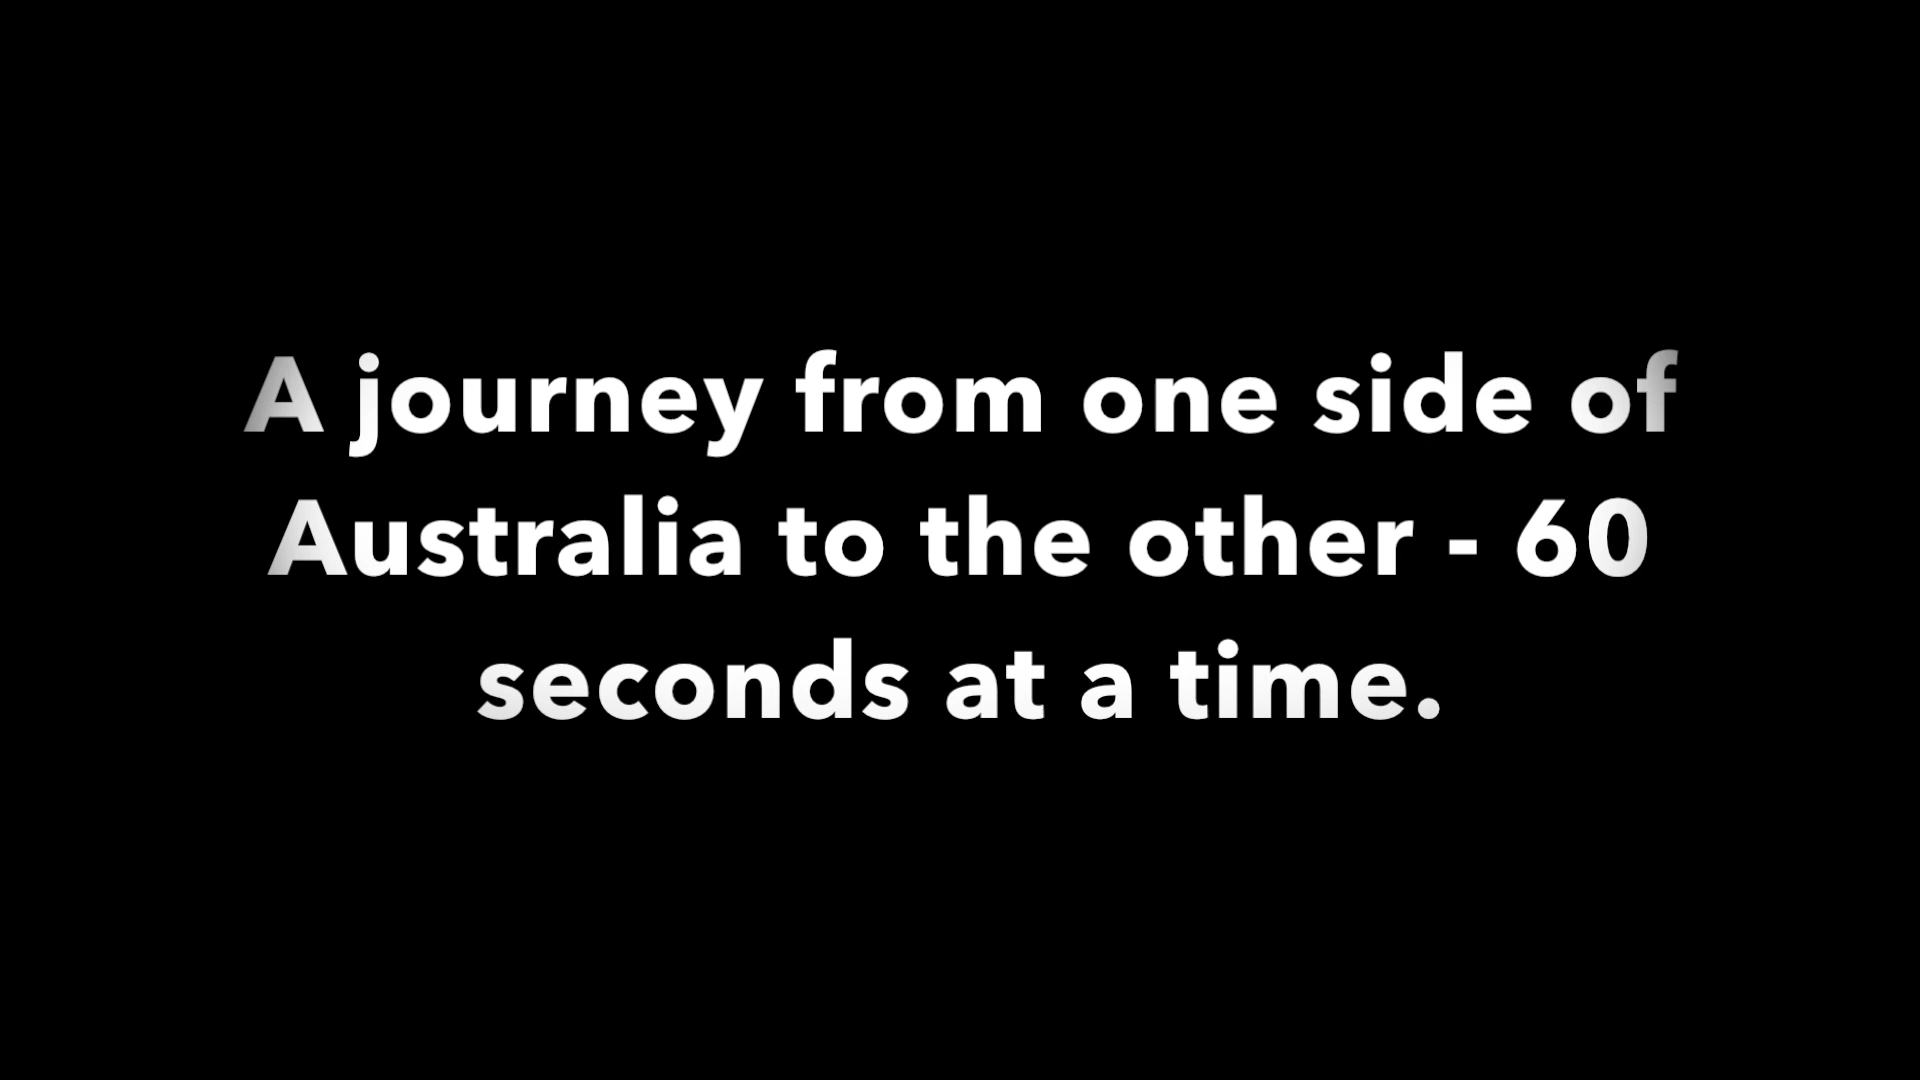 A journey from one side of
Australia to the other - 60
seconds at a time.